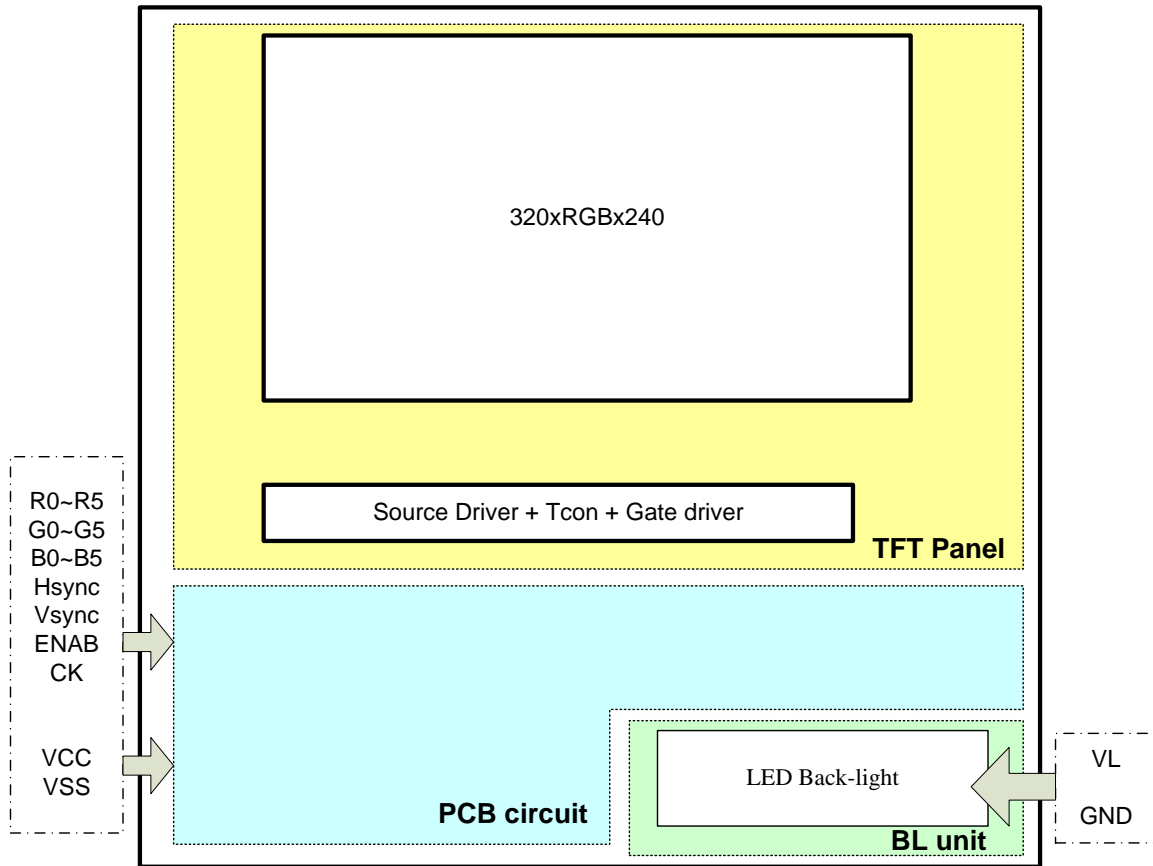 320xRGBx240
Source Driver + Tcon + Gate driver
TFT Panel
R0~R5
G0~G5
B0~B5
Hsync
Vsync
ENAB
CK
VCC
VSS
PCB circuit
LED Back-light
BL unit
VL
GND